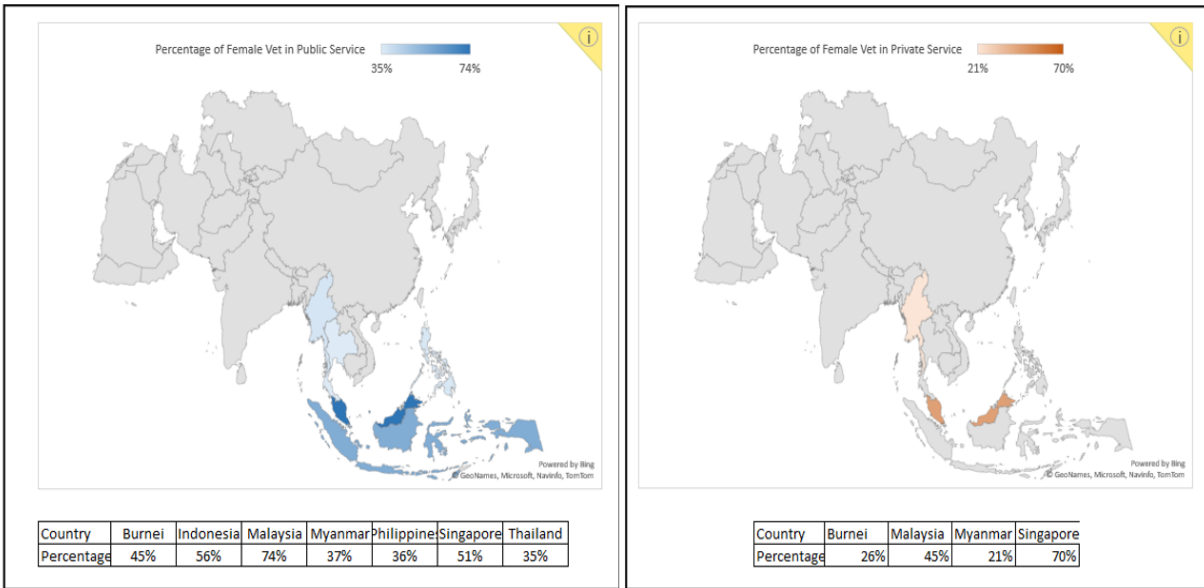 Percentage of Female Vet in Public Service
35% 74%
Powered by Bing
© GeoNames, Microsoft, Navinfo, TomTom
Country Burnei Indonesia Malaysia Myanmar Philippines Singapore Thailand
Percentage 45% 56% 74% 37% 36% 51% 35%
Percentage of Female Vet in Private Service
21% 70%
Powered by Bing
© GeoNames, Microsoft, Navinfo, TomTom
Country Burnei Malaysia Myanmar Singapore
Percentage 26% 45% 21% 70%